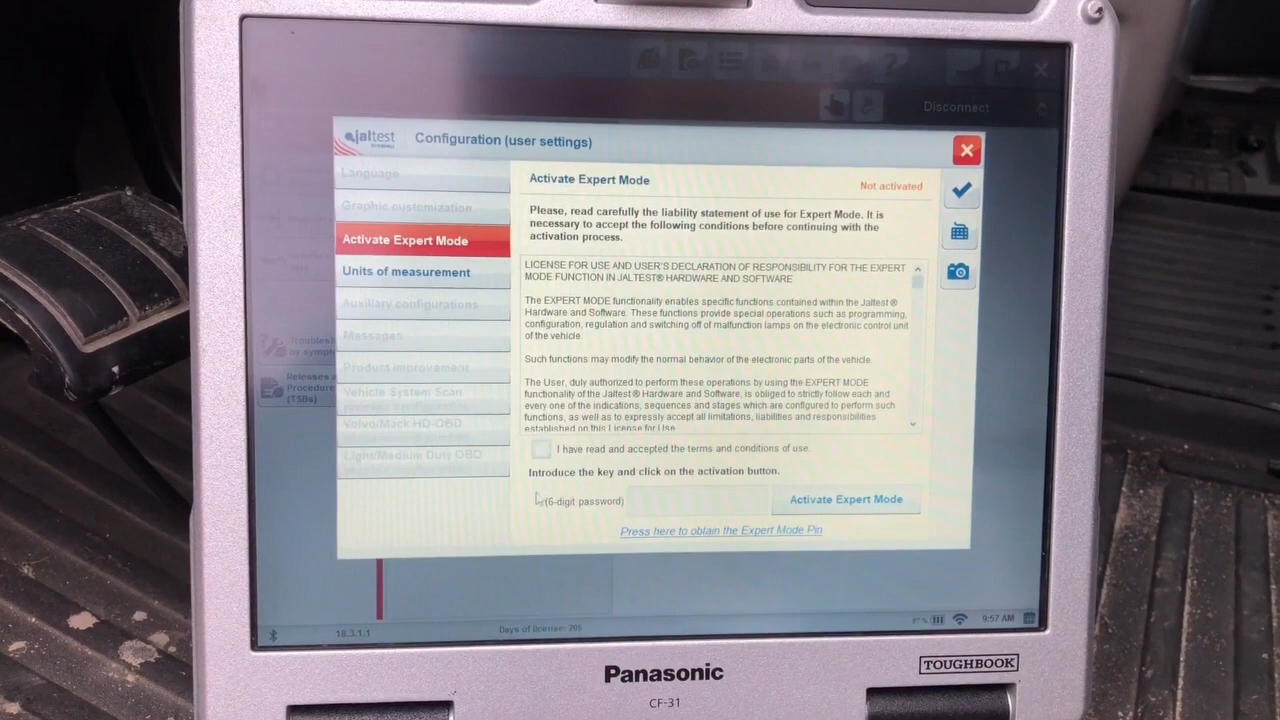 Disconnect
jaltest
Configuration (user settings)
Language
Graphic customization
Activate Expert Mode
Units of measurement
Auxiliary configurations
Messages
Product improvement
Vehicle System Scan
Volvo/Mack HD-OBD
Light/Medium Duty OBD
Troubles
by sympt
Releases a
Procedure
(TSBs)
Activate Expert Mode
Not activated
Please, read carefully the liability statement of use for Expert Mode. It is
necessary to accept the following conditions before continuing with the
activation process.
LICENSE FOR USE AND USER'S DECLARATION OF RESPONSIBILITY FOR THE EXPERT
MODE FUNCTION IN JALTEST® HARDWARE AND SOFTWARE
The EXPERT MODE functionality enables specific functions contained within the Jaltest®
Hardware and Software. These functions provide special operations such as programming,
configuration, regulation and switching off of malfunction lamps on the electronic control unit
of the vehicle.
Such functions may modify the normal behavior of the electronic parts of the vehicle.
The User, duly authorized to perform these operations by using the EXPERT MODE
functionality of the Jaltest® Hardware and Software, is obliged to strictly follow each and
every one of the indications, sequences and stages which are configured to perform such
functions, as well as to expressly accept all limitations, liabilities and responsibilities
established on this License for Use
I have read and accepted the terms and conditions of use.
Introduce the key and click on the activation button.
(6-digit password)
Activate Expert Mode
Press here to obtain the Expert Mode Pin
18.3.1.1
Days of license: 205
9:57 AM
Panasonic
TOUGHBOOK
CF-31